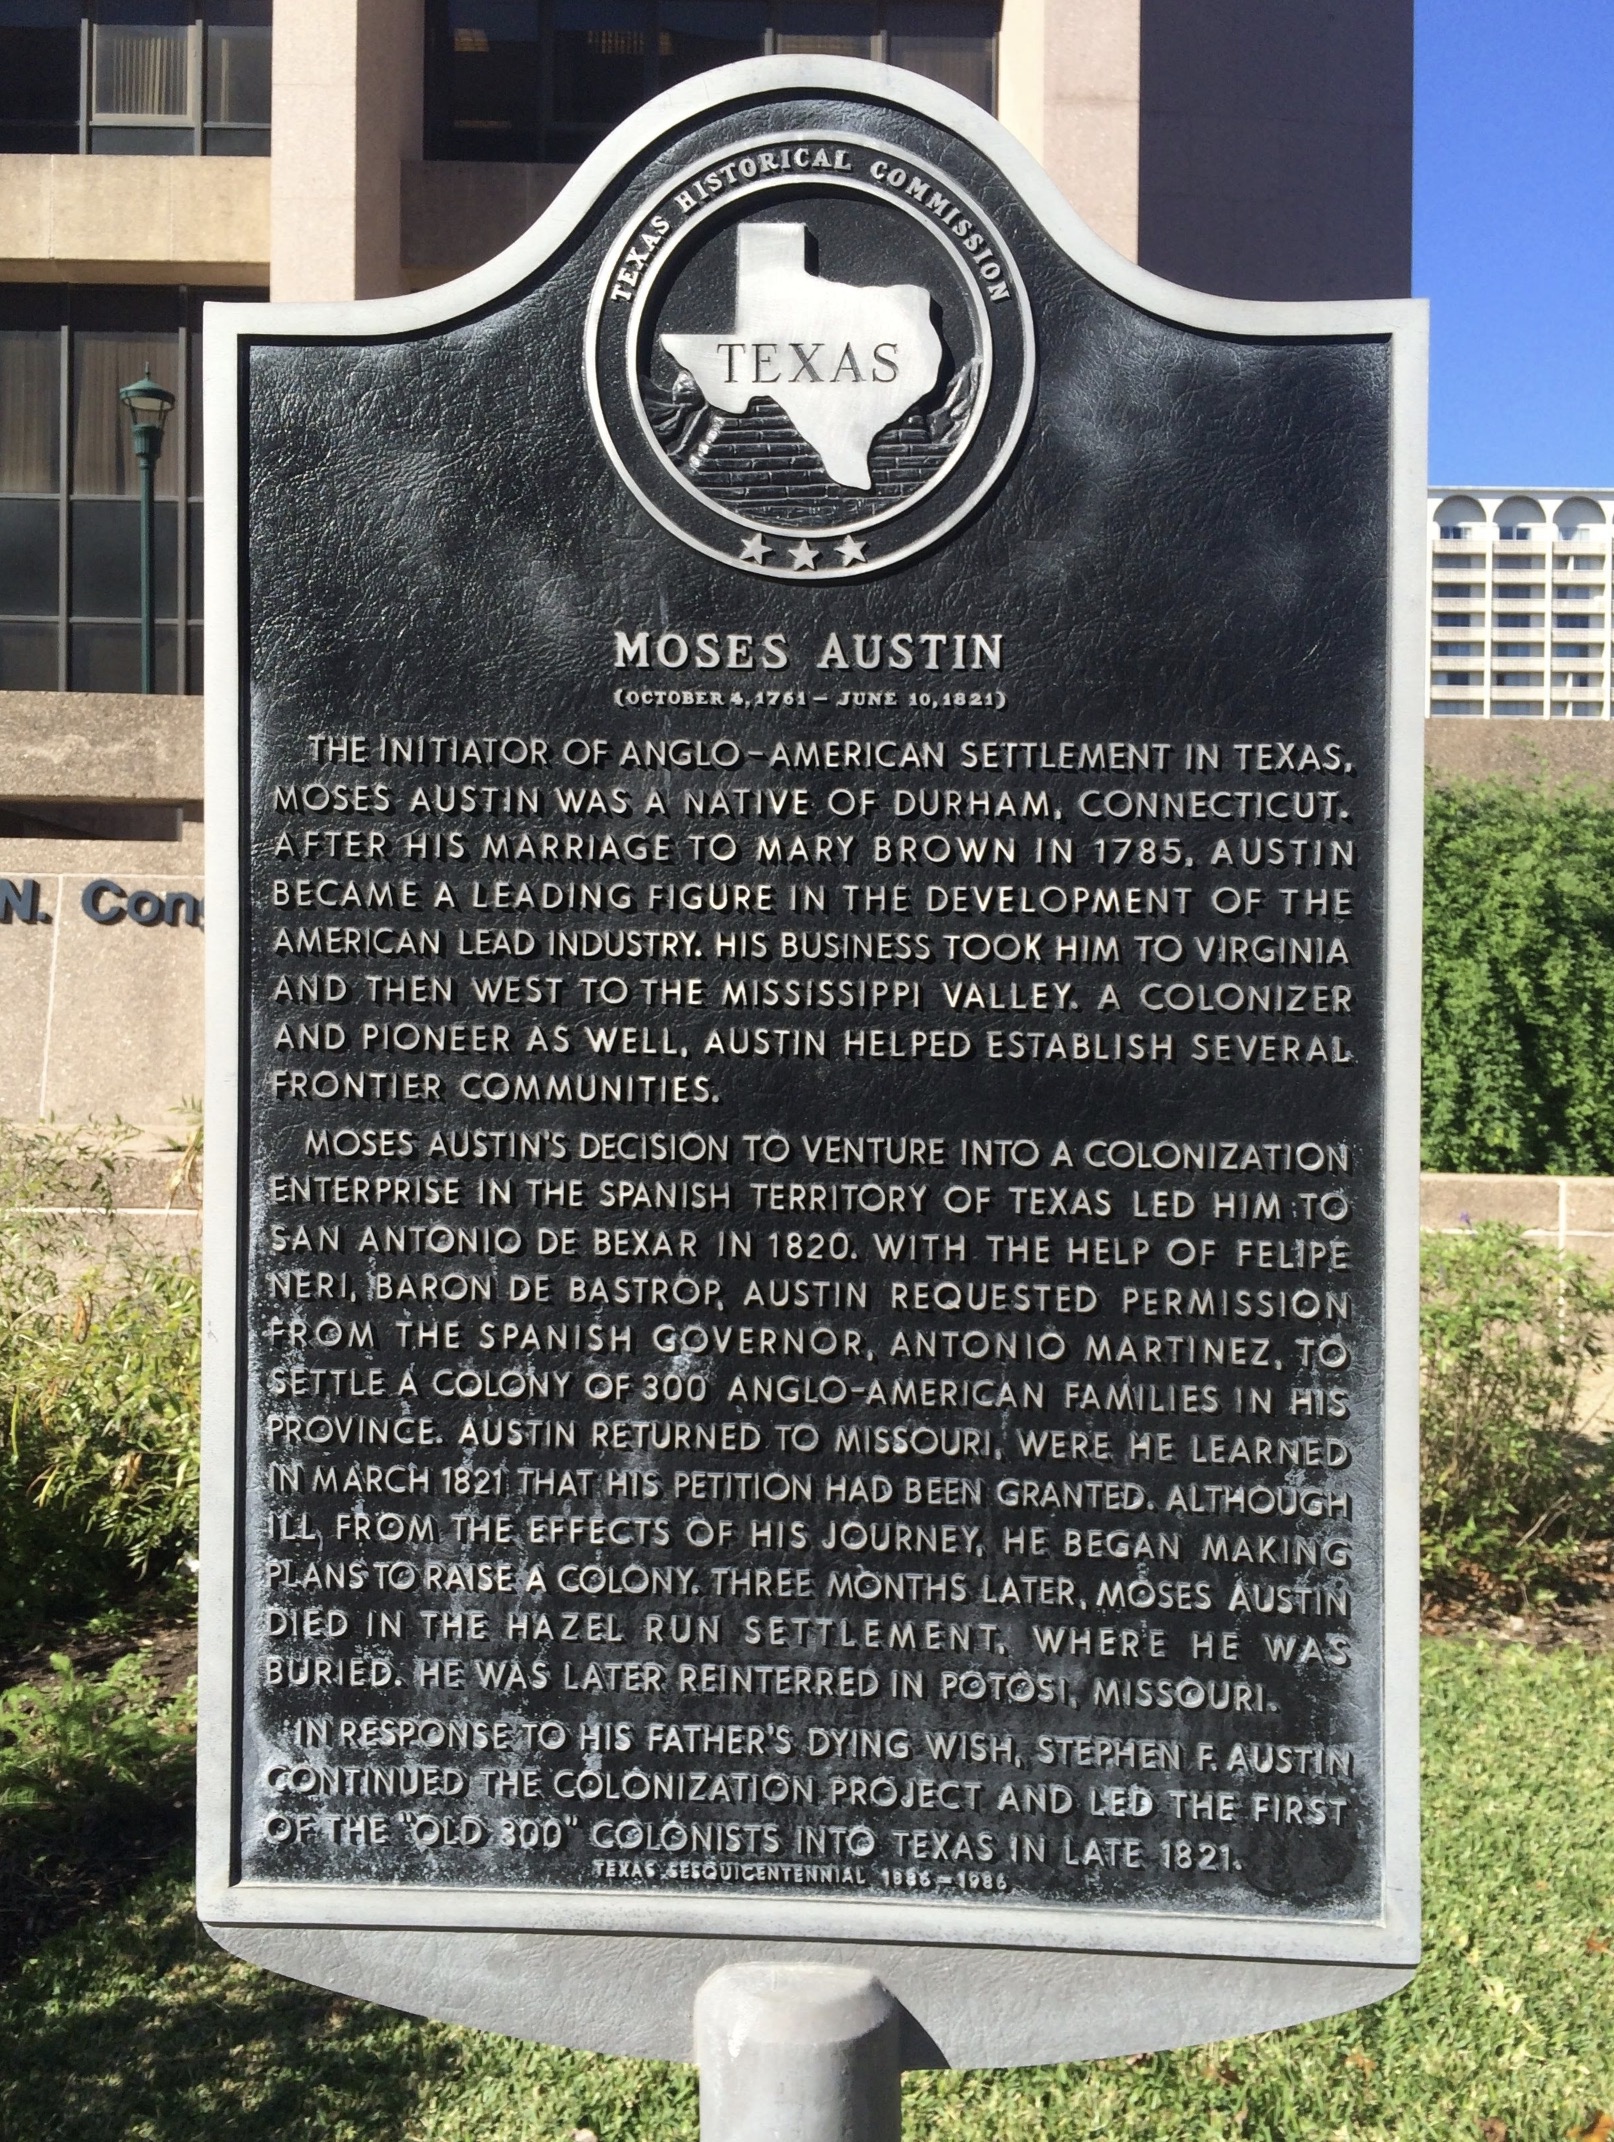 TEXAS HISTORICAL COMMISSION
TEXAS
MOSES AUSTIN
(OCTOBER 4, 1761 – JUNE 10, 1821)
THE INITIATOR OF ANGLO-AMERICAN SETTLEMENT IN TEXAS,
MOSES AUSTIN WAS A NATIVE OF DURHAM, CONNECTICUT.
AFTER HIS MARRIAGE TO MARY BROWN IN 1785, AUSTIN
BECAME A LEADING FIGURE IN THE DEVELOPMENT OF THE
AMERICAN LEAD INDUSTRY. HIS BUSINESS TOOK HIM TO VIRGINIA
AND THEN WEST TO THE MISSISSIPPI VALLEY. A COLONIZER
AND PIONEER AS WELL, AUSTIN HELPED ESTABLISH SEVERAL
FRONTIER COMMUNITIES.
MOSES AUSTIN'S DECISION TO VENTURE INTO A COLONIZATION
ENTERPRISE IN THE SPANISH TERRITORY OF TEXAS LED HIM TO
SAN ANTONIO DE BEXAR IN 1820. WITH THE HELP OF FELIPE
NERI, BARON DE BASTROP, AUSTIN REQUESTED PERMISSION
FROM THE SPANISH GOVERNOR, ANTONIO MARTINEZ, TO
SETTLE A COLONY OF 300 ANGLO-AMERICAN FAMILIES IN HIS
PROVINCE. AUSTIN RETURNED TO MISSOURI, WERE HE LEARNED
IN MARCH 1821 THAT HIS PETITION HAD BEEN GRANTED. ALTHOUGH
ILL FROM THE EFFECTS OF HIS JOURNEY, HE BEGAN MAKING
PLANS TO RAISE A COLONY. THREE MONTHS LATER, MOSES AUSTIN
DIED IN THE HAZEL RUN SETTLEMENT, WHERE HE WAS
BURIED. HE WAS LATER REINTERRED IN POTOSI, MISSOURI.
IN RESPONSE TO HIS FATHER'S DYING WISH, STEPHEN F. AUSTIN
CONTINUED THE COLONIZATION PROJECT AND LED THE FIRST
OF THE "OLD 300" COLONISTS INTO TEXAS IN LATE 1821.
TEXAS SESQUICENTENNIAL 1836–1986
N. Con